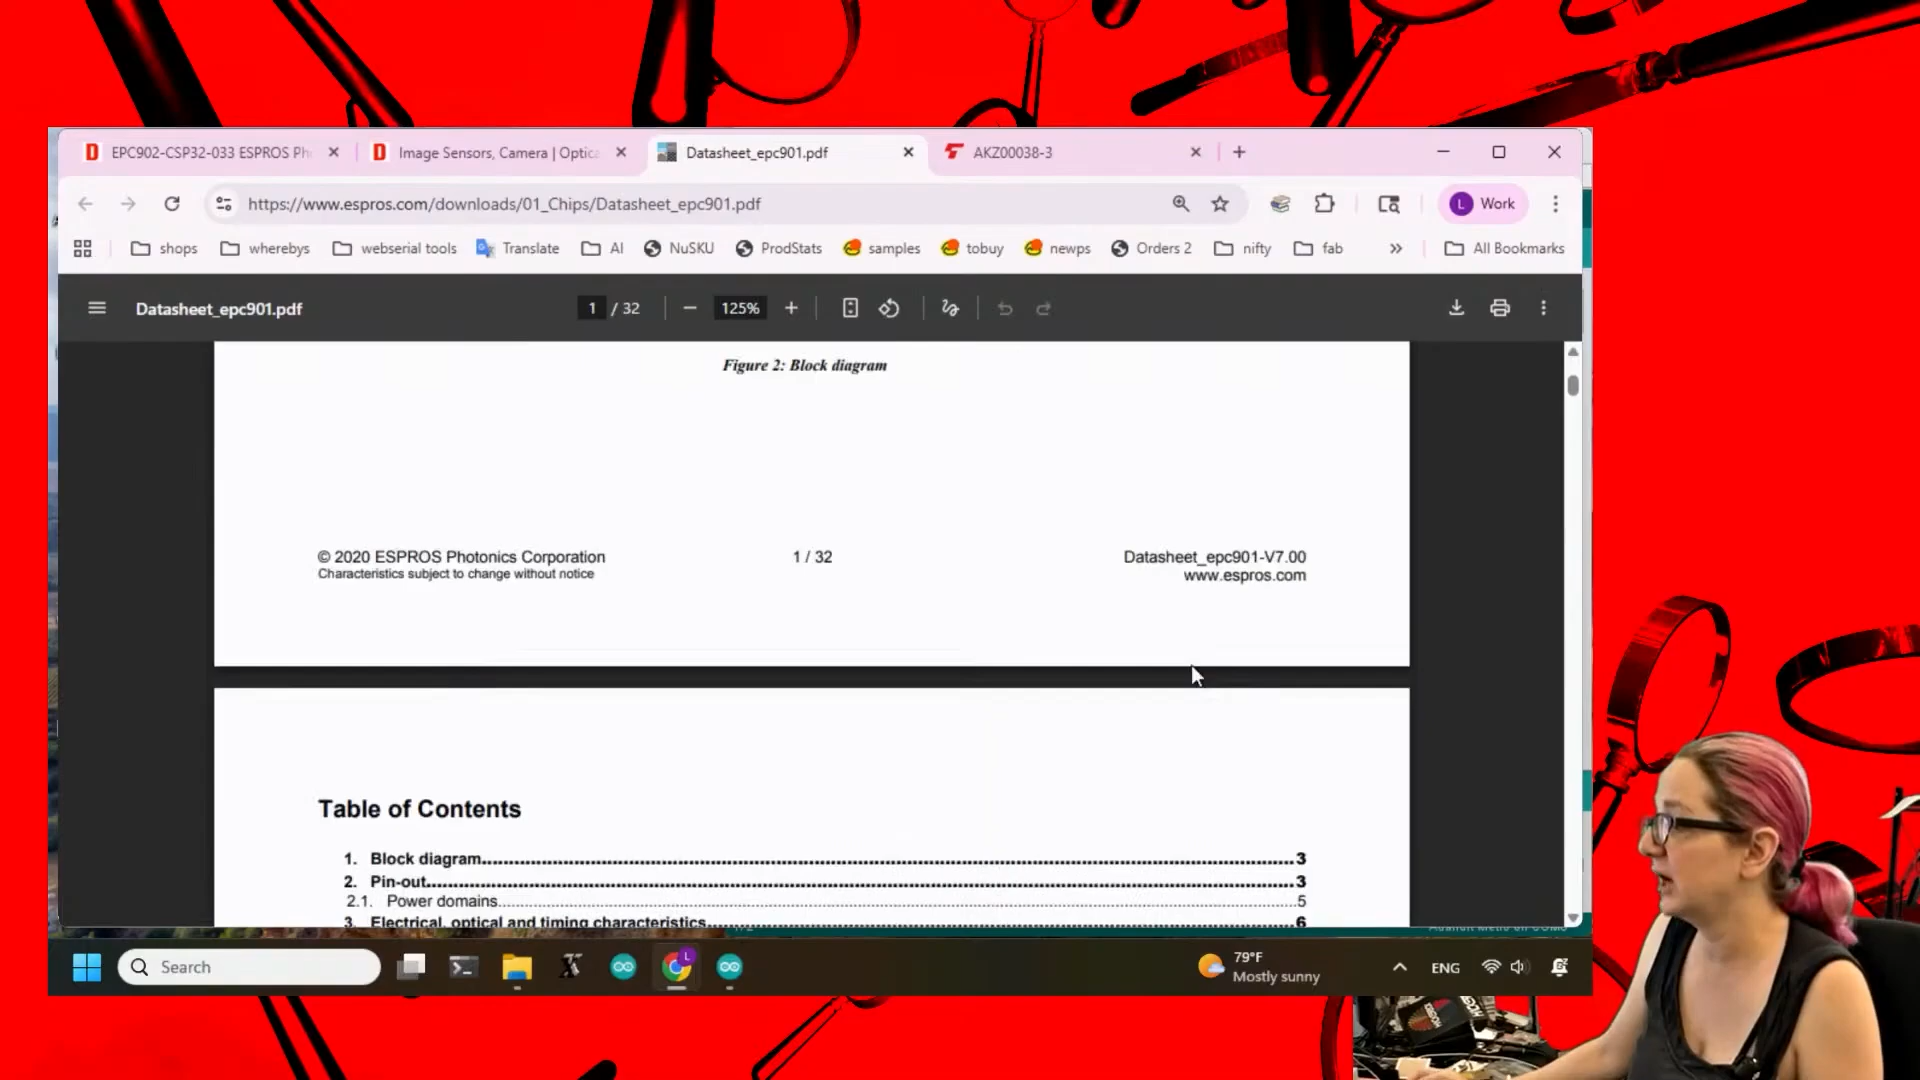 EPC902-CSP32-033 ESPROS Ph
Image Sensors, Camera | Optica
Datasheet_epc901.pdf
AKZ00038-3
https://www.espros.com/downloads/01_Chips/Datasheet_epc901.pdf
L Work
shops
whereby
webserial tools
Translate
AI
NuSKU
ProdStats
samples
tobuy
newps
Orders 2
nifty
fab
All Bookmarks
Datasheet_epc901.pdf
1 / 32
125%
Figure 2: Block diagram
© 2020 ESPROS Photonics Corporation
Characteristics subject to change without notice
1 / 32
Datasheet_epc901-V7.00
www.espros.com
Table of Contents
1. Block diagram....3
2. Pin-out....3
2.1. Power domains....5
3. Electrical, optical and timing characteristics....6
Search
79°F
Mostly sunny
ENG